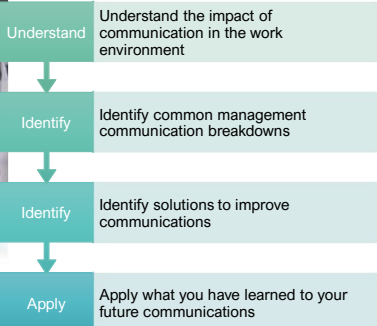 Understand
Understand the impact of
communication in the work
environment
Identify
Identify common management
communication breakdowns
Identify
Identify solutions to improve
communications
Apply
Apply what you have learned to your
future communications